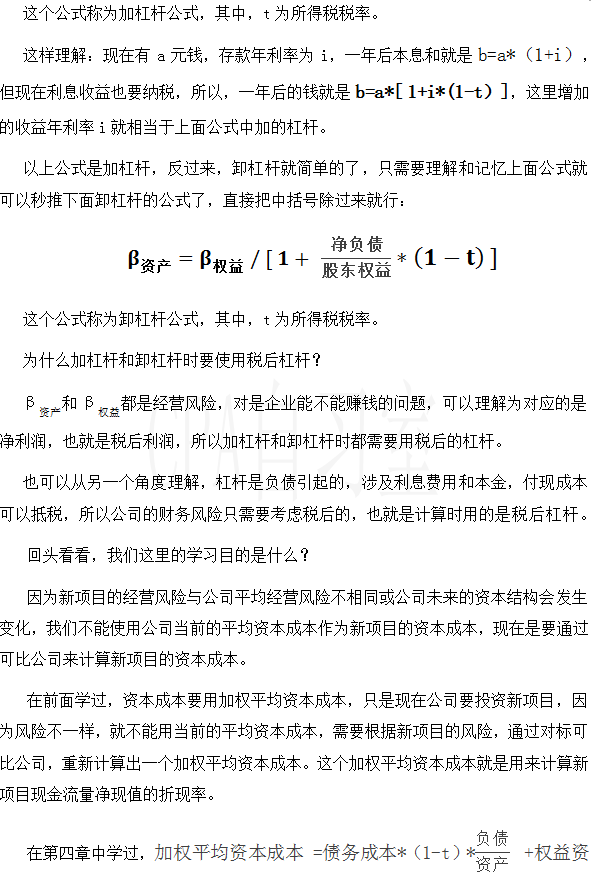 这个公式称为加杠杆公式，其中，t为所得税税率。
这样理解：现在有 a 元钱，存款年利率为 i，一年后本息和就是 b=a*（1+i），
但现在利息收益也要纳税，所以，一年后的钱就是 b=a*[ 1+i*(1-t) ]，这里增加
的收益年利率 i 就相当于上面公式中加的杠杆。
以上公式是加杠杆，反过来，卸杠杆就简单的了，只需要理解和记忆上面公式就
可以秒推下面卸杠杆的公式了，直接把中括号除过来就行：
β资产 = β权益 / [ 1 + 净负债/股东权益 * (1 − t) ]
这个公式称为卸杠杆公式，其中，t为所得税税率。
为什么加杠杆和卸杠杆时要使用税后杠杆？
β资产和β权益都是经营风险，对是企业能不能赚钱的问题，可以理解为对应的是
净利润，也就是税后利润，所以加杠杆和卸杠杆时都需要用税后的杠杆。
也可以从另一个角度理解，杠杆是负债引起的，涉及利息费用和本金，付现成本
可以抵税，所以公司的财务风险只需要考虑税后的，也就是计算时用的是税后杠杆。
回头看看，我们这里的学习目的是什么？
因为新项目的经营风险与公司平均经营风险不相同或公司未来的资本结构会发生
变化，我们不能使用公司当前的平均资本成本作为新项目的资本成本，现在是要通过
可比公司来计算新项目的资本成本。
在前面学过，资本成本要用加权平均资本成本，只是现在公司要投资新项目，因
为风险不一样，就不能用当前的平均资本成本，需要根据新项目的风险，通过对标可
比公司，重新计算出一个加权平均资本成本。这个加权平均资本成本就是用来计算新
项目现金流量净现值的折现率。
在第四章中学过，加权平均资本成本 =债务成本*（1-t）*负债/资产 +权益资